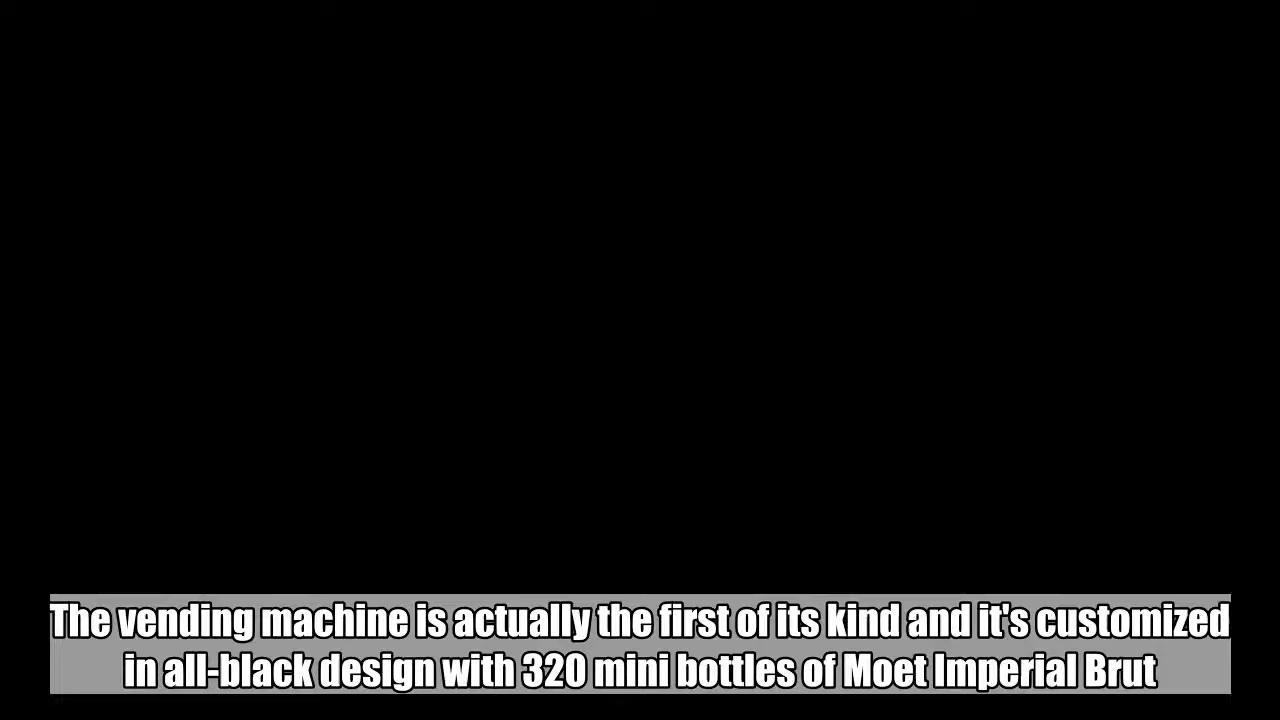 The vending machine is actually the first of its kind and it's customized
in all-black design with 320 mini bottles of Moet Imperial Brut